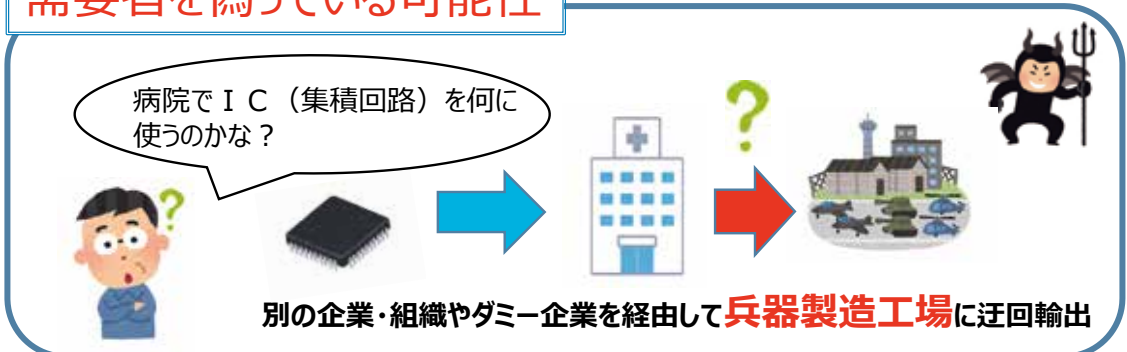 需要者を偽っている可能性
病院でＩＣ（集積回路）を何に
使うのかな？
?
?
別の企業・組織やダミー企業を経由して兵器製造工場に迂回輸出